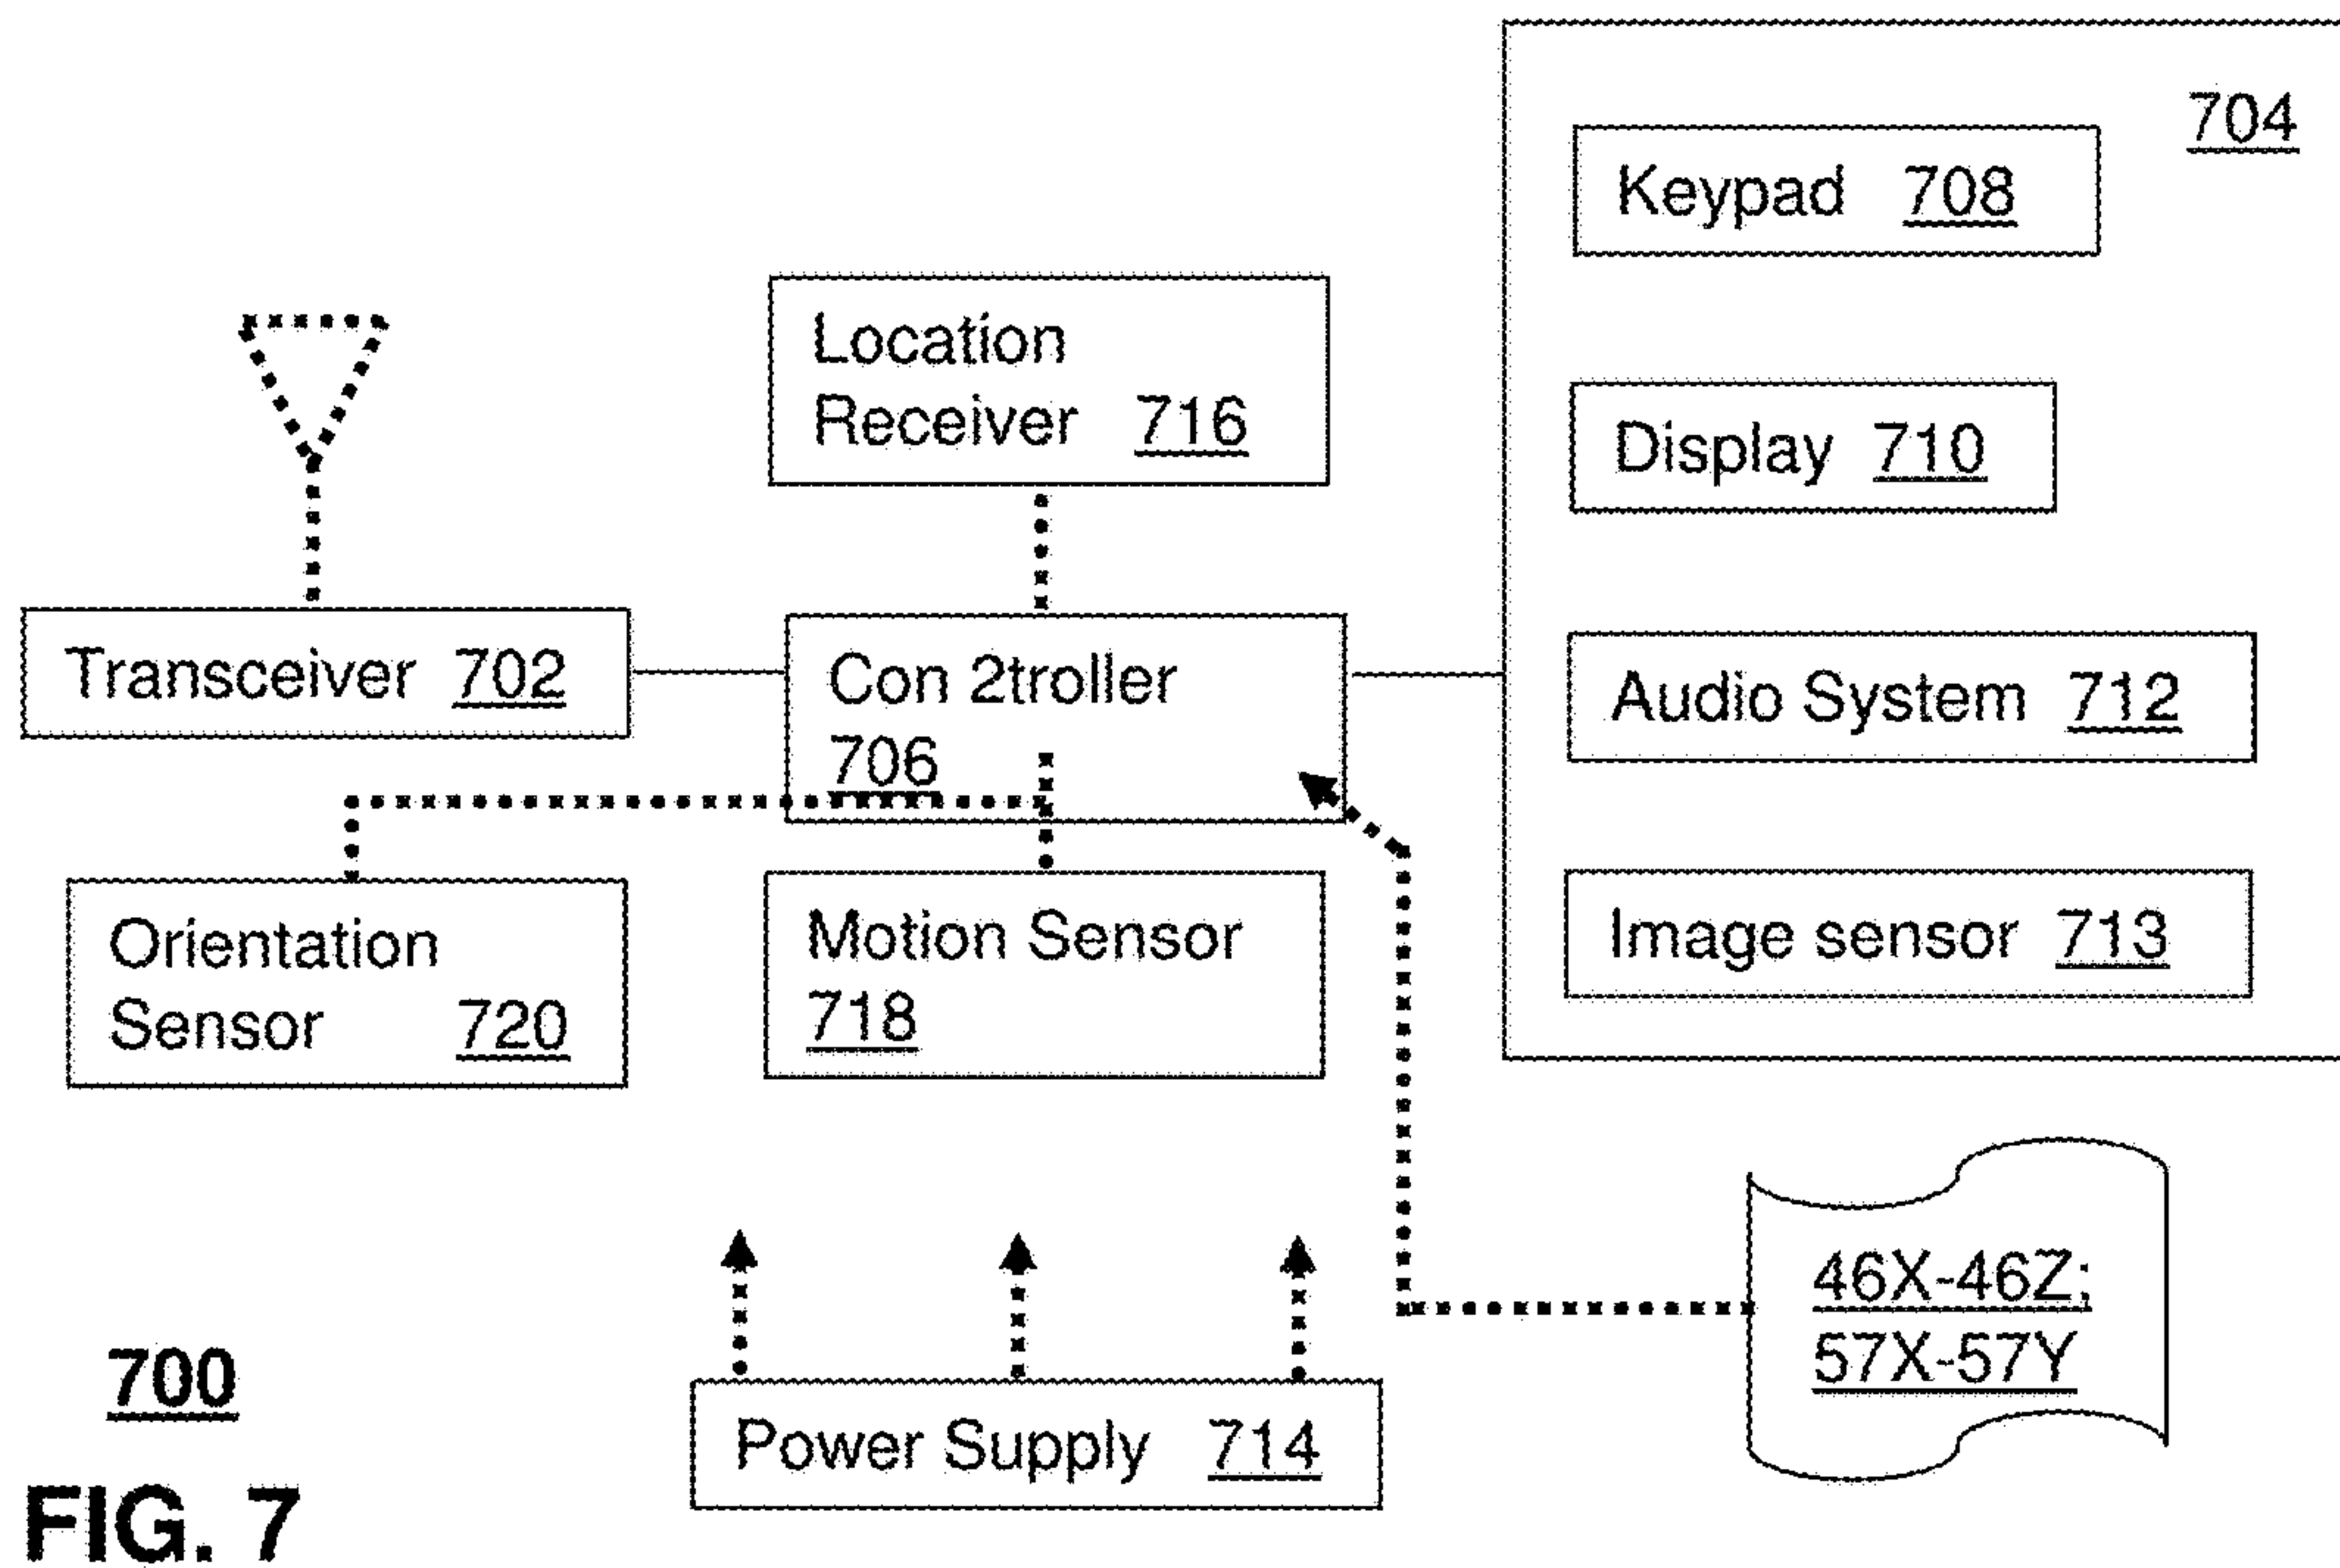 704
Keypad 708
Location
Receiver 716
Display 710
Transceiver 702
Con 2troller
706
Audio System 712
Orientation
Sensor 720
Motion Sensor
718
Image sensor 713
46X-46Z;
57X-57Y
700
Power Supply 714
FIG. 7